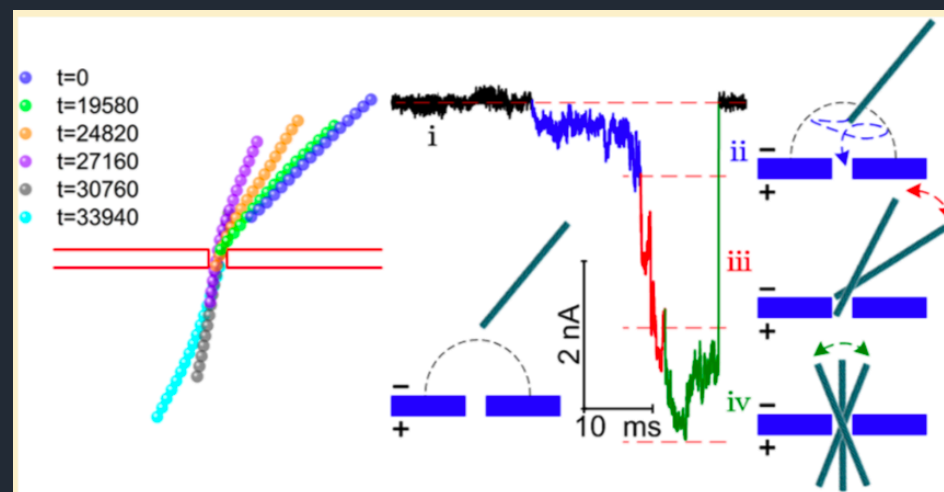 t=0
t=19580
t=24820
t=27160
t=30760
t=33940
i
ii
iii
iv
2 nA
10 ms
−
+
−
+
−
+
−
+